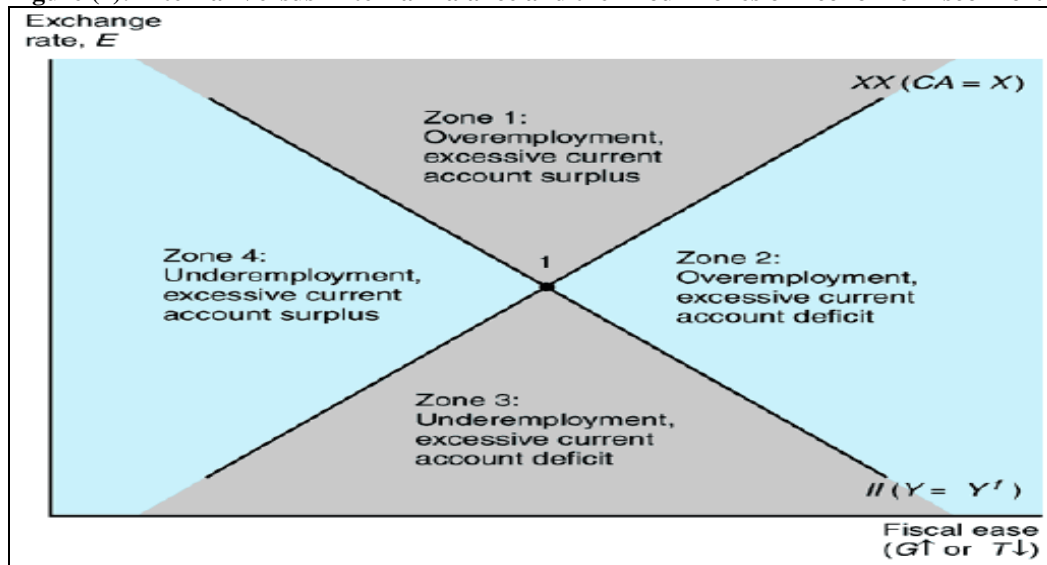 Exchange
rate, E
XX (CA = X)
Zone 1:
Overemployment,
excessive current
account surplus
1
Zone 4:
Underemployment,
excessive current
account surplus
Zone 2:
Overemployment,
excessive current
account deficit
Zone 3:
Underemployment,
excessive current
account deficit
II (Y = Yᶠ)
Fiscal ease
(G↑ or T↓)